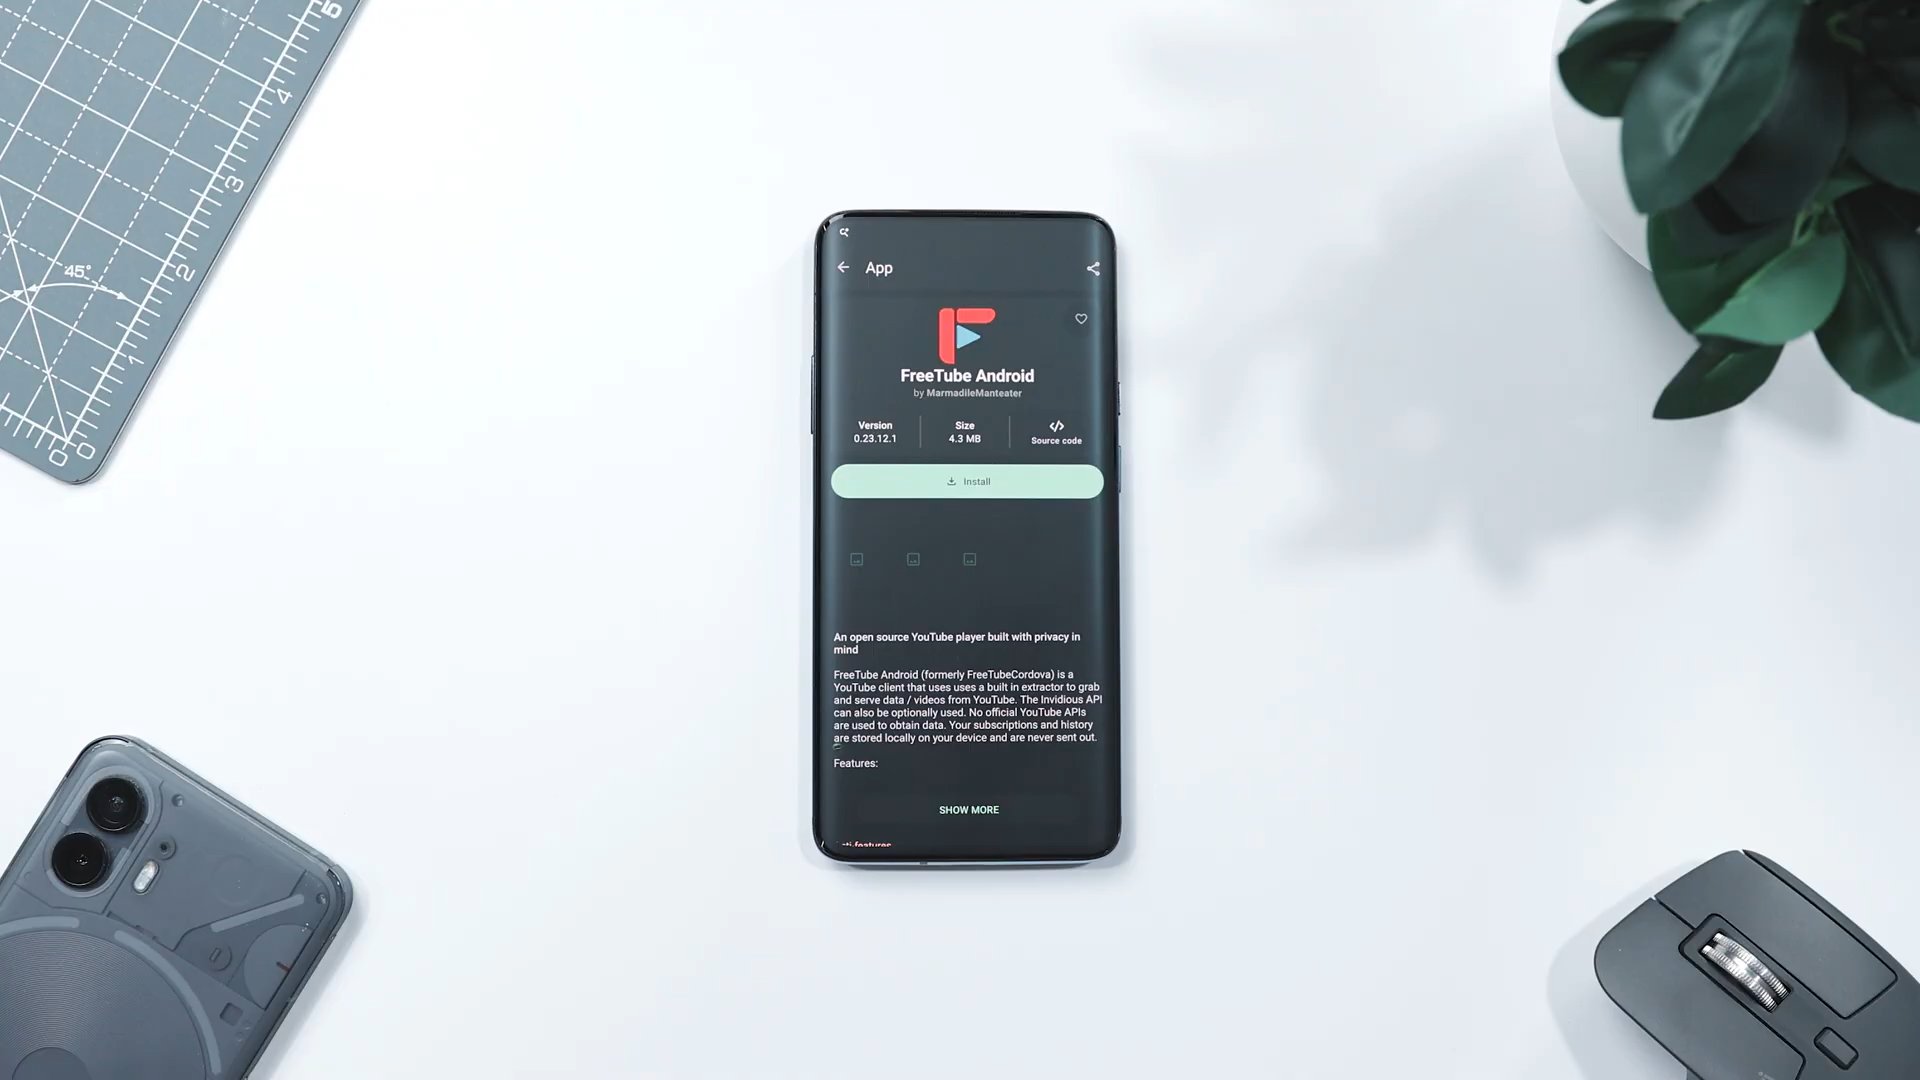 5
4
3
2
1
0
0
45°
App
FreeTube Android
by MarmadileManteater
Version
0.23.12.1
Size
4.3 MB
</>
Source code
Install
An open source YouTube player built with privacy in
mind
FreeTube Android (formerly FreeTubeCordova) is a
YouTube client that uses uses a built in extractor to grab
and serve data / videos from YouTube. The Invidious API
can also be optionally used. No official YouTube APIs
are used to obtain data. Your subscriptions and history
are stored locally on your device and are never sent out.
Features:
SHOW MORE